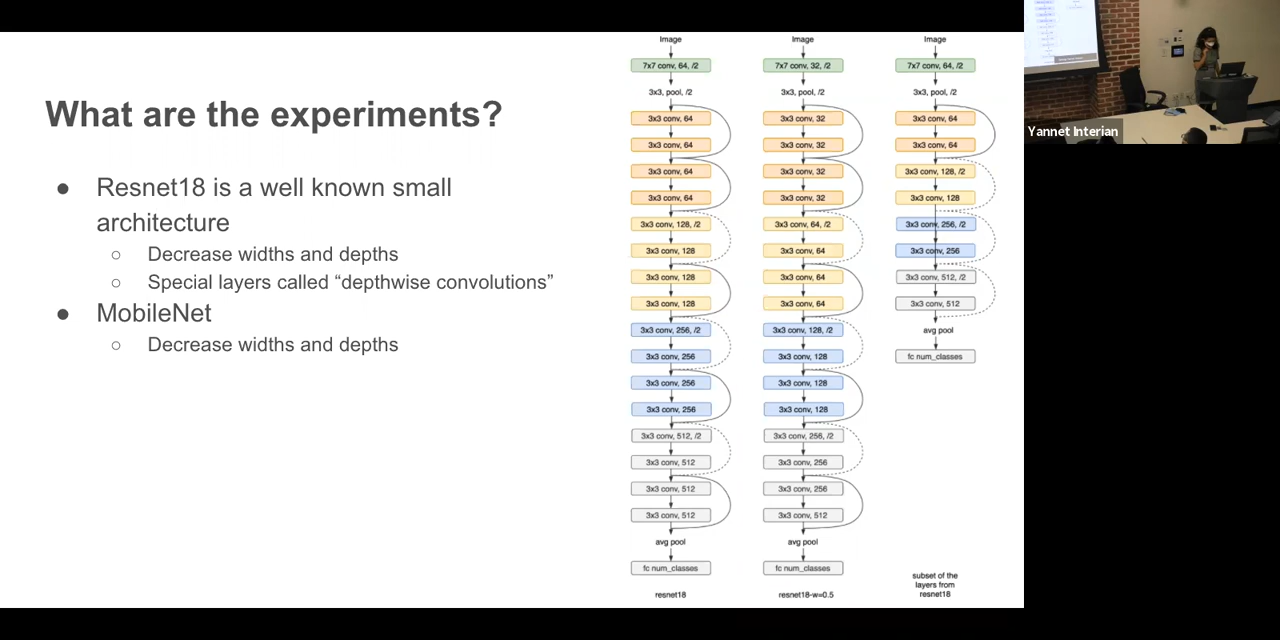 What are the experiments?
● Resnet18 is a well known small
architecture
○ Decrease widths and depths
○ Special layers called “depthwise convolutions”
● MobileNet
○ Decrease widths and depths
Image
7x7 conv, 64, /2
3x3, pool, /2
3x3 conv, 64
3x3 conv, 64
3x3 conv, 64
3x3 conv, 64
3x3 conv, 128, /2
3x3 conv, 128
3x3 conv, 128
3x3 conv, 128
3x3 conv, 256, /2
3x3 conv, 256
3x3 conv, 256
3x3 conv, 256
3x3 conv, 512, /2
3x3 conv, 512
3x3 conv, 512
3x3 conv, 512
avg pool
fc num_classes
resnet18
Image
7x7 conv, 32, /2
3x3, pool, /2
3x3 conv, 32
3x3 conv, 32
3x3 conv, 32
3x3 conv, 32
3x3 conv, 64, /2
3x3 conv, 64
3x3 conv, 64
3x3 conv, 64
3x3 conv, 128, /2
3x3 conv, 128
3x3 conv, 128
3x3 conv, 128
3x3 conv, 256, /2
3x3 conv, 256
3x3 conv, 256
3x3 conv, 512
avg pool
fc num_classes
resnet18-w=0.5
Image
7x7 conv, 64, /2
3x3, pool, /2
3x3 conv, 64
3x3 conv, 64
3x3 conv, 128, /2
3x3 conv, 128
3x3 conv, 256, /2
3x3 conv, 256
3x3 conv, 512, /2
3x3 conv, 512
avg pool
fc num_classes
subset of the
layers from
resnet18
Yannet Interian